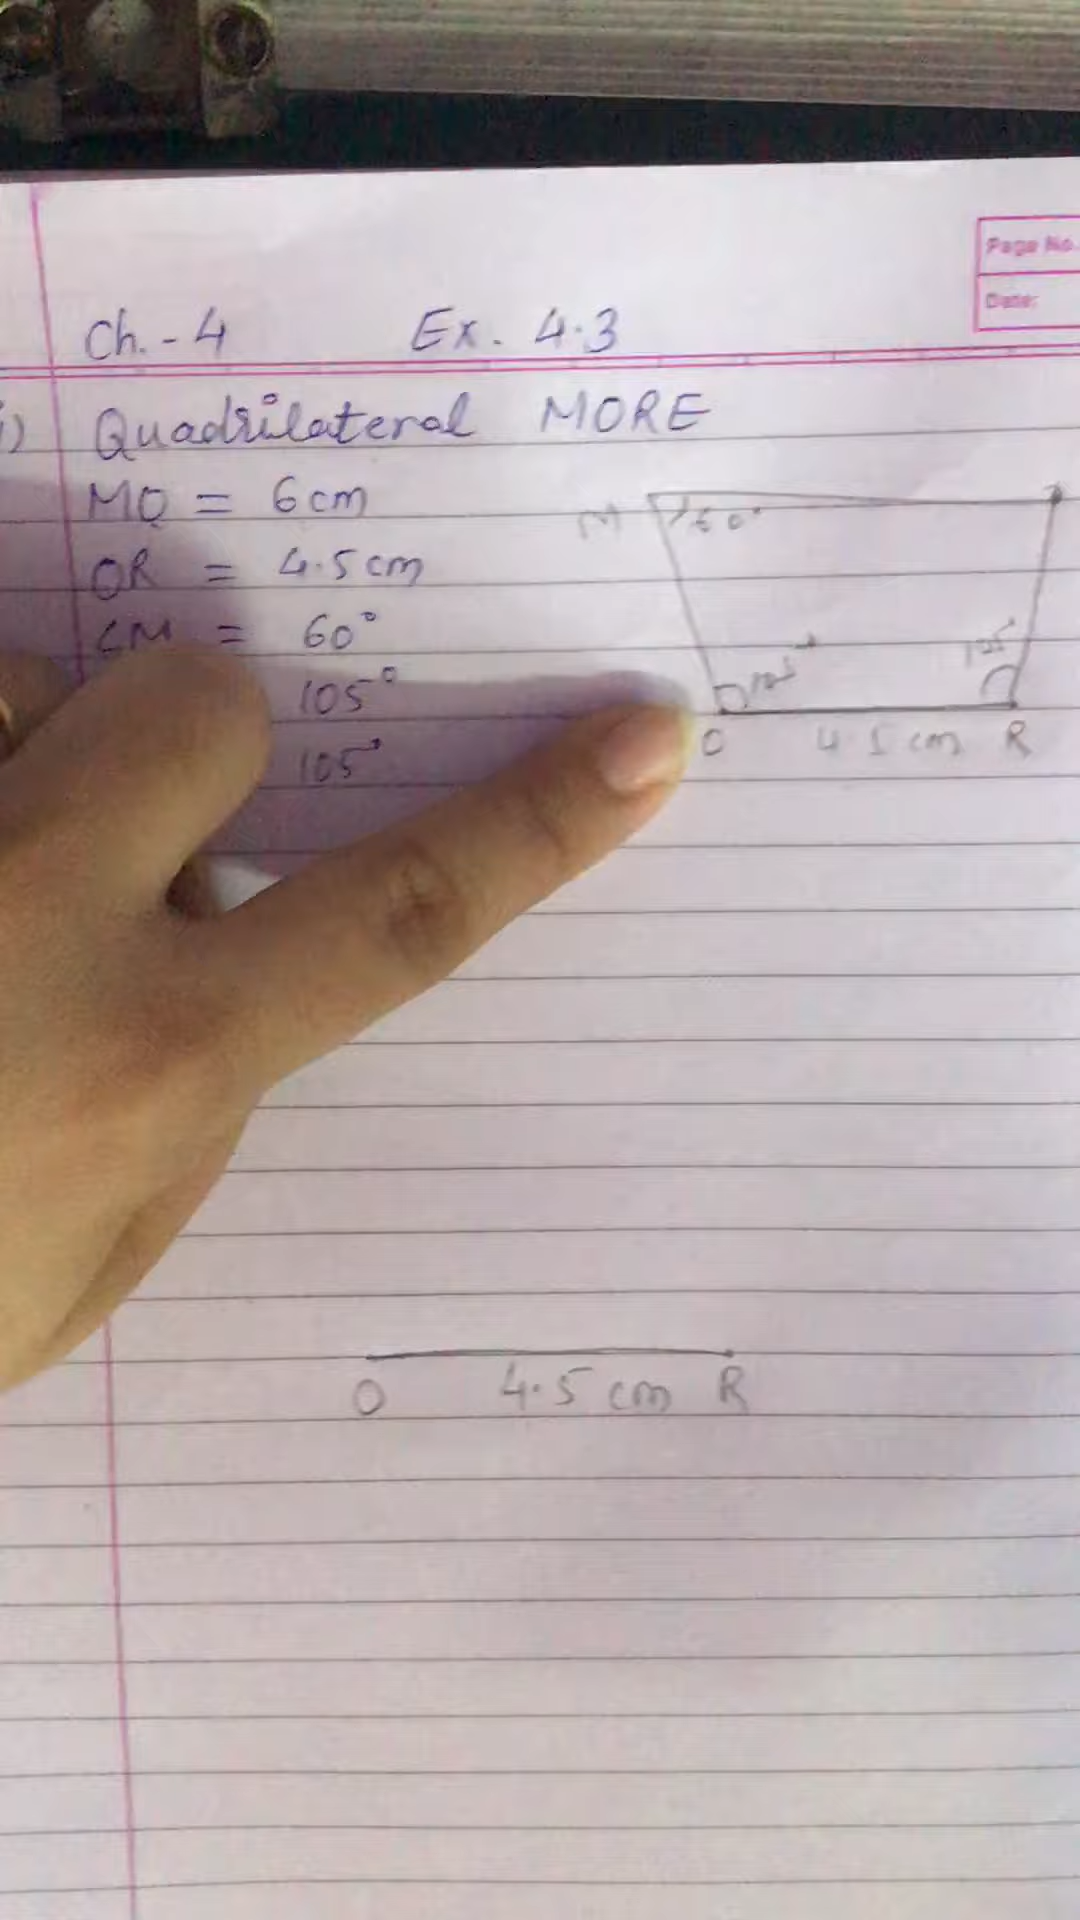 Page No.
Date:
Ch. - 4 Ex. 4.3
i) Quadrilateral MORE
MO = 6 cm
OR = 4.5 cm
∠M = 60°
105°
105°
M 60°
105° 105°
O 4.5 cm R
O 4.5 cm R